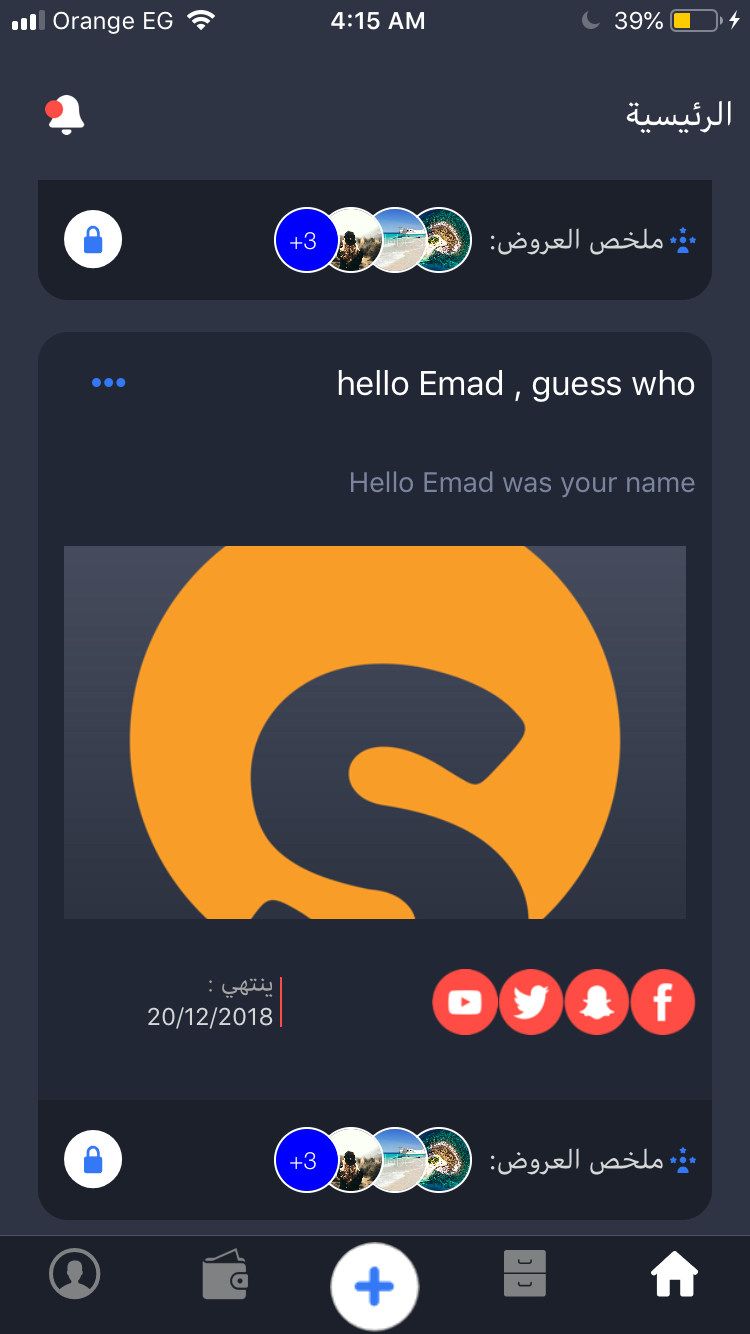 Orange EG 4:15 AM 39%
الرئيسية
ملخص العروض:
+3
hello Emad , guess who
Hello Emad was your name
S
ينتهي :
20/12/2018
ملخص العروض:
+3